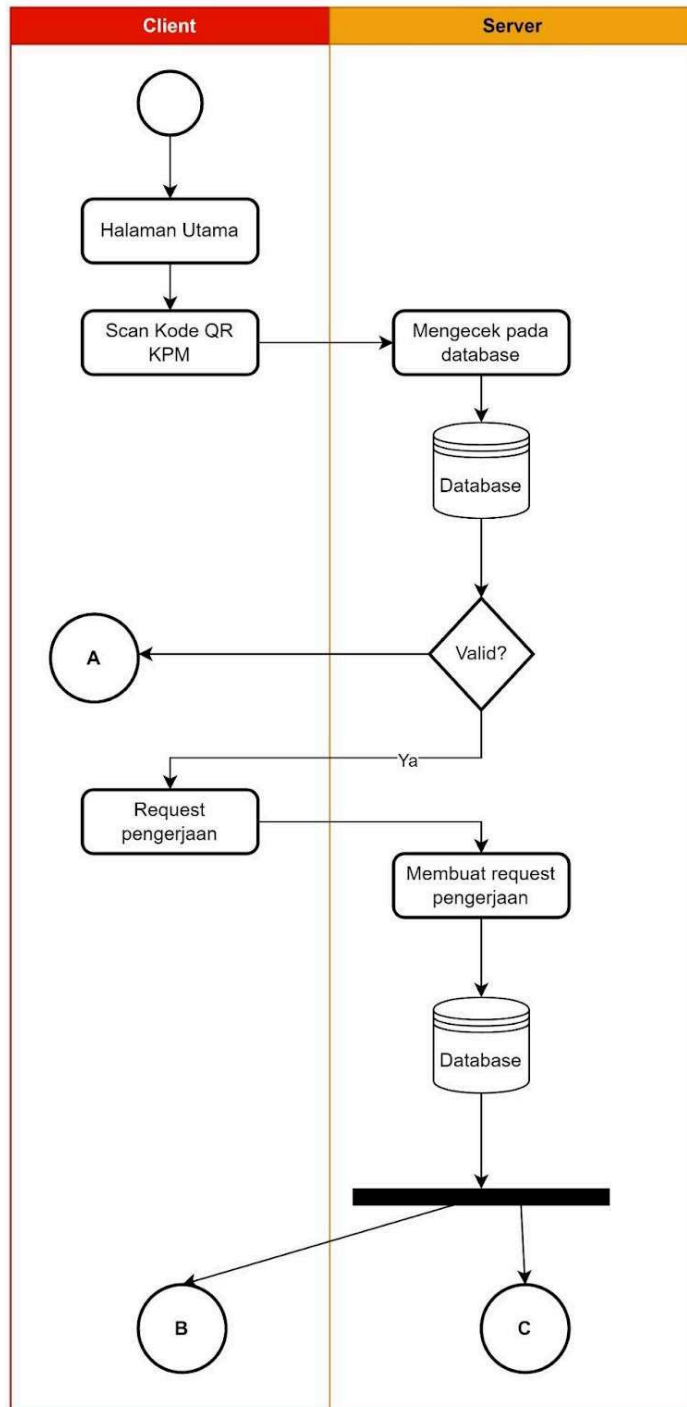 Client
Server
Halaman Utama
Scan Kode QR
KPM
Mengecek pada
database
Database
Valid?
A
Ya
Request
pengerjaan
Membuat request
pengerjaan
Database
B
C